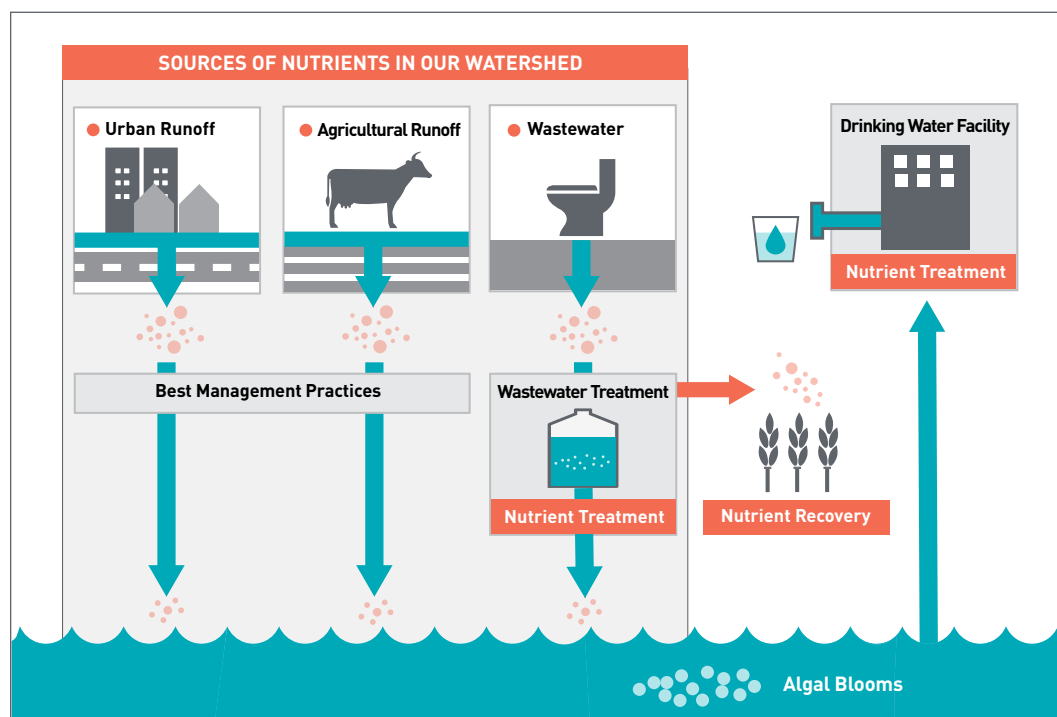 SOURCES OF NUTRIENTS IN OUR WATERSHED
Urban Runoff
Agricultural Runoff
Wastewater
Drinking Water Facility
Nutrient Treatment
Best Management Practices
Wastewater Treatment
Nutrient Treatment
Nutrient Recovery
Algal Blooms